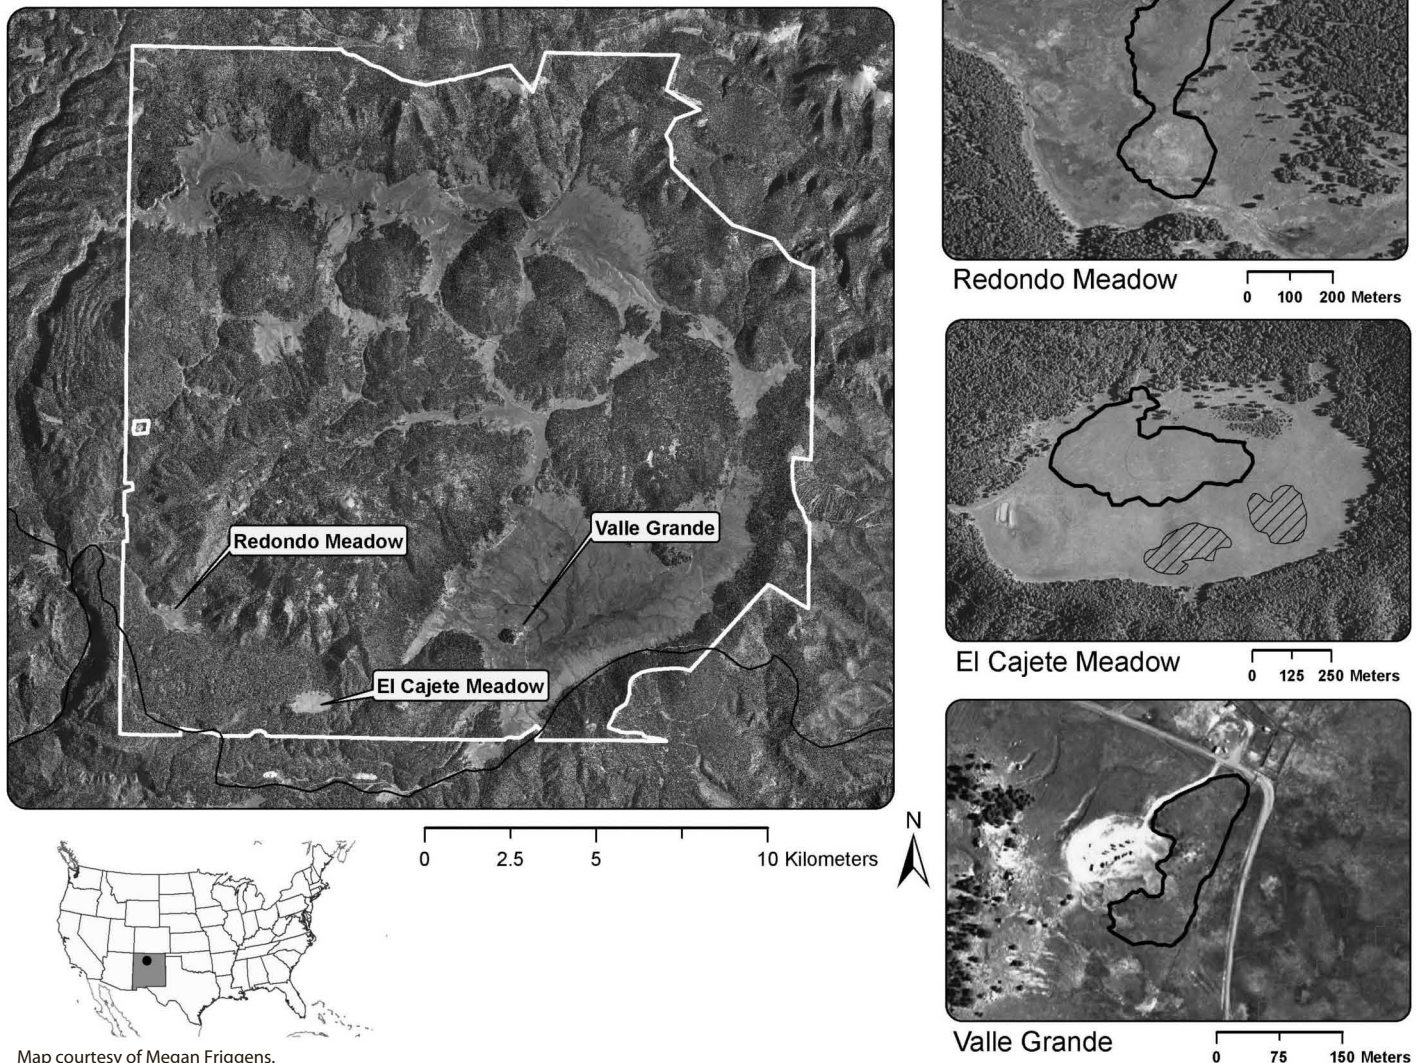 Redondo Meadow
Valle Grande
El Cajete Meadow
0 2.5 5 10 Kilometers
N
Map courtesy of Megan Friggens.
Redondo Meadow
0 100 200 Meters
El Cajete Meadow
0 125 250 Meters
Valle Grande
0 75 150 Meters